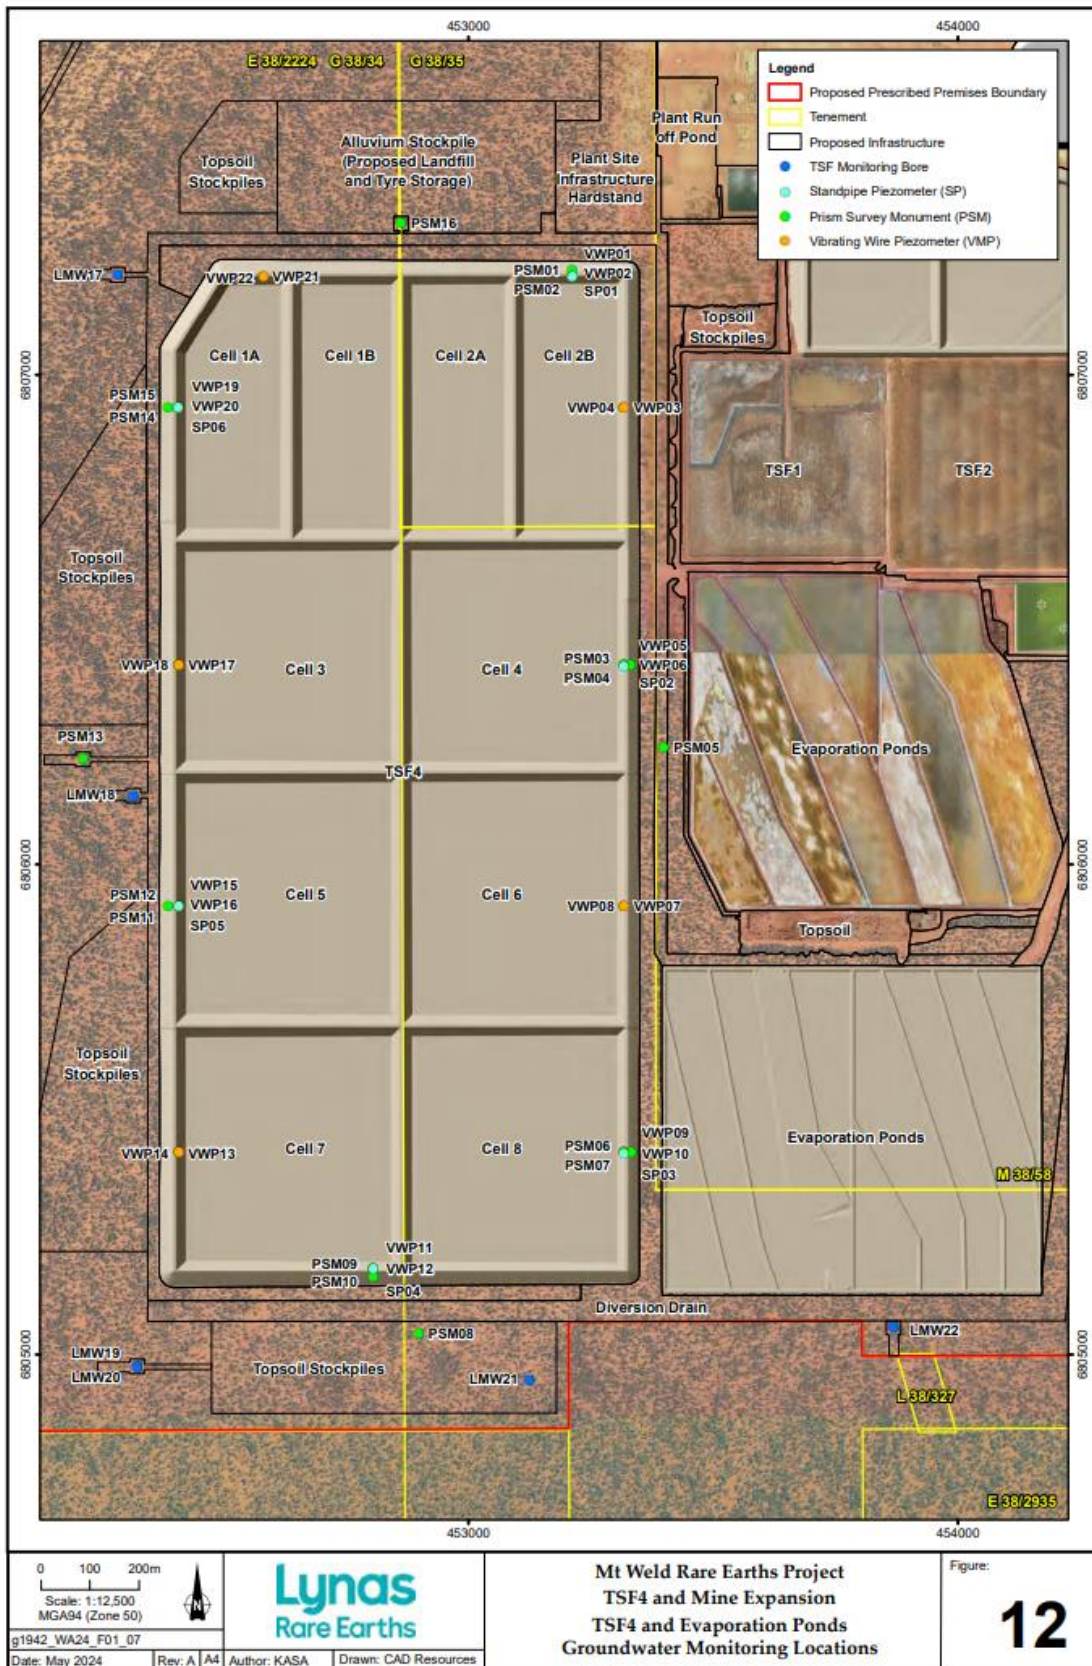 453000
454000
E 38/2224 G 38/34 G 38/35
Legend
Proposed Prescribed Premises Boundary
Tenement
Proposed Infrastructure
TSF Monitoring Bore
Standpipe Piezometer (SP)
Prism Survey Monument (PSM)
Vibrating Wire Piezometer (VMP)
Plant Run
off Pond
Alluvium Stockpile
(Proposed Landfill
and Tyre Storage)
Topsoil
Stockpiles
Plant Site
Infrastructure
Hardstand
PSM16
LMW17
VWP22
VWP21
PSM01
PSM02
VWP01
VWP02
SP01
Topsoil
Stockpiles
Cell 1A
Cell 1B
Cell 2A
Cell 2B
6807000
6807000
PSM15
PSM14
VWP19
VWP20
SP06
VWP04
VWP03
TSF1
TSF2
Topsoil
Stockpiles
VWP18
VWP17
Cell 3
Cell 4
PSM03
PSM04
VWP05
VWP06
SP02
PSM13
PSM05
Evaporation Ponds
TSF4
LMW18
6806000
6806000
PSM12
PSM11
VWP15
VWP16
SP05
Cell 5
Cell 6
VWP08
VWP07
Topsoil
Topsoil
Stockpiles
VWP14
VWP13
Cell 7
Cell 8
PSM06
PSM07
VWP09
VWP10
SP03
Evaporation Ponds
M 38/58
PSM09
PSM10
VWP11
VWP12
SP04
Diversion Drain
PSM08
LMW22
6805000
6805000
LMW19
LMW20
Topsoil Stockpiles
LMW21
L 38/327
E 38/2935
453000
454000
0 100 200m
Scale: 1:12,500
MGA94 (Zone 50)
N
g1942_WA24_F01_07
Date: May 2024
Rev: A
A4
Author: KASA
Drawn: CAD Resources
Lynas
Rare Earths
Mt Weld Rare Earths Project
TSF4 and Mine Expansion
TSF4 and Evaporation Ponds
Groundwater Monitoring Locations
Figure:
12